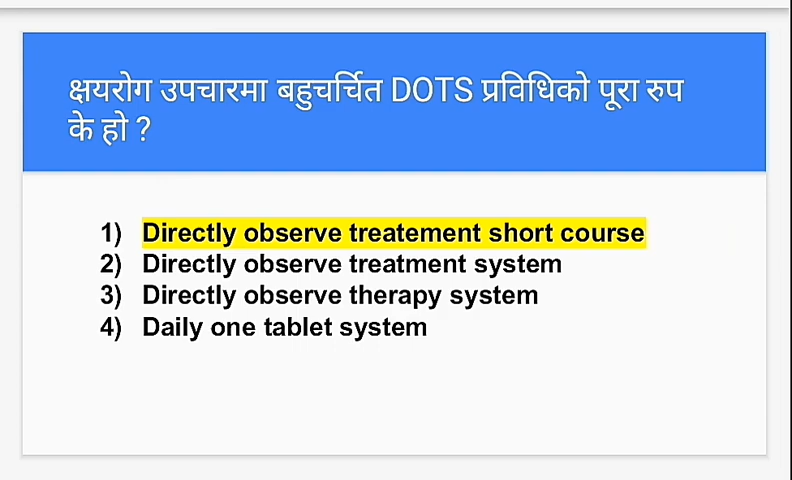 क्षयरोग उपचारमा बहुचर्चित DOTS प्रविधिको पूरा रुप
के हो ?
1) Directly observe treatement short course
2) Directly observe treatment system
3) Directly observe therapy system
4) Daily one tablet system